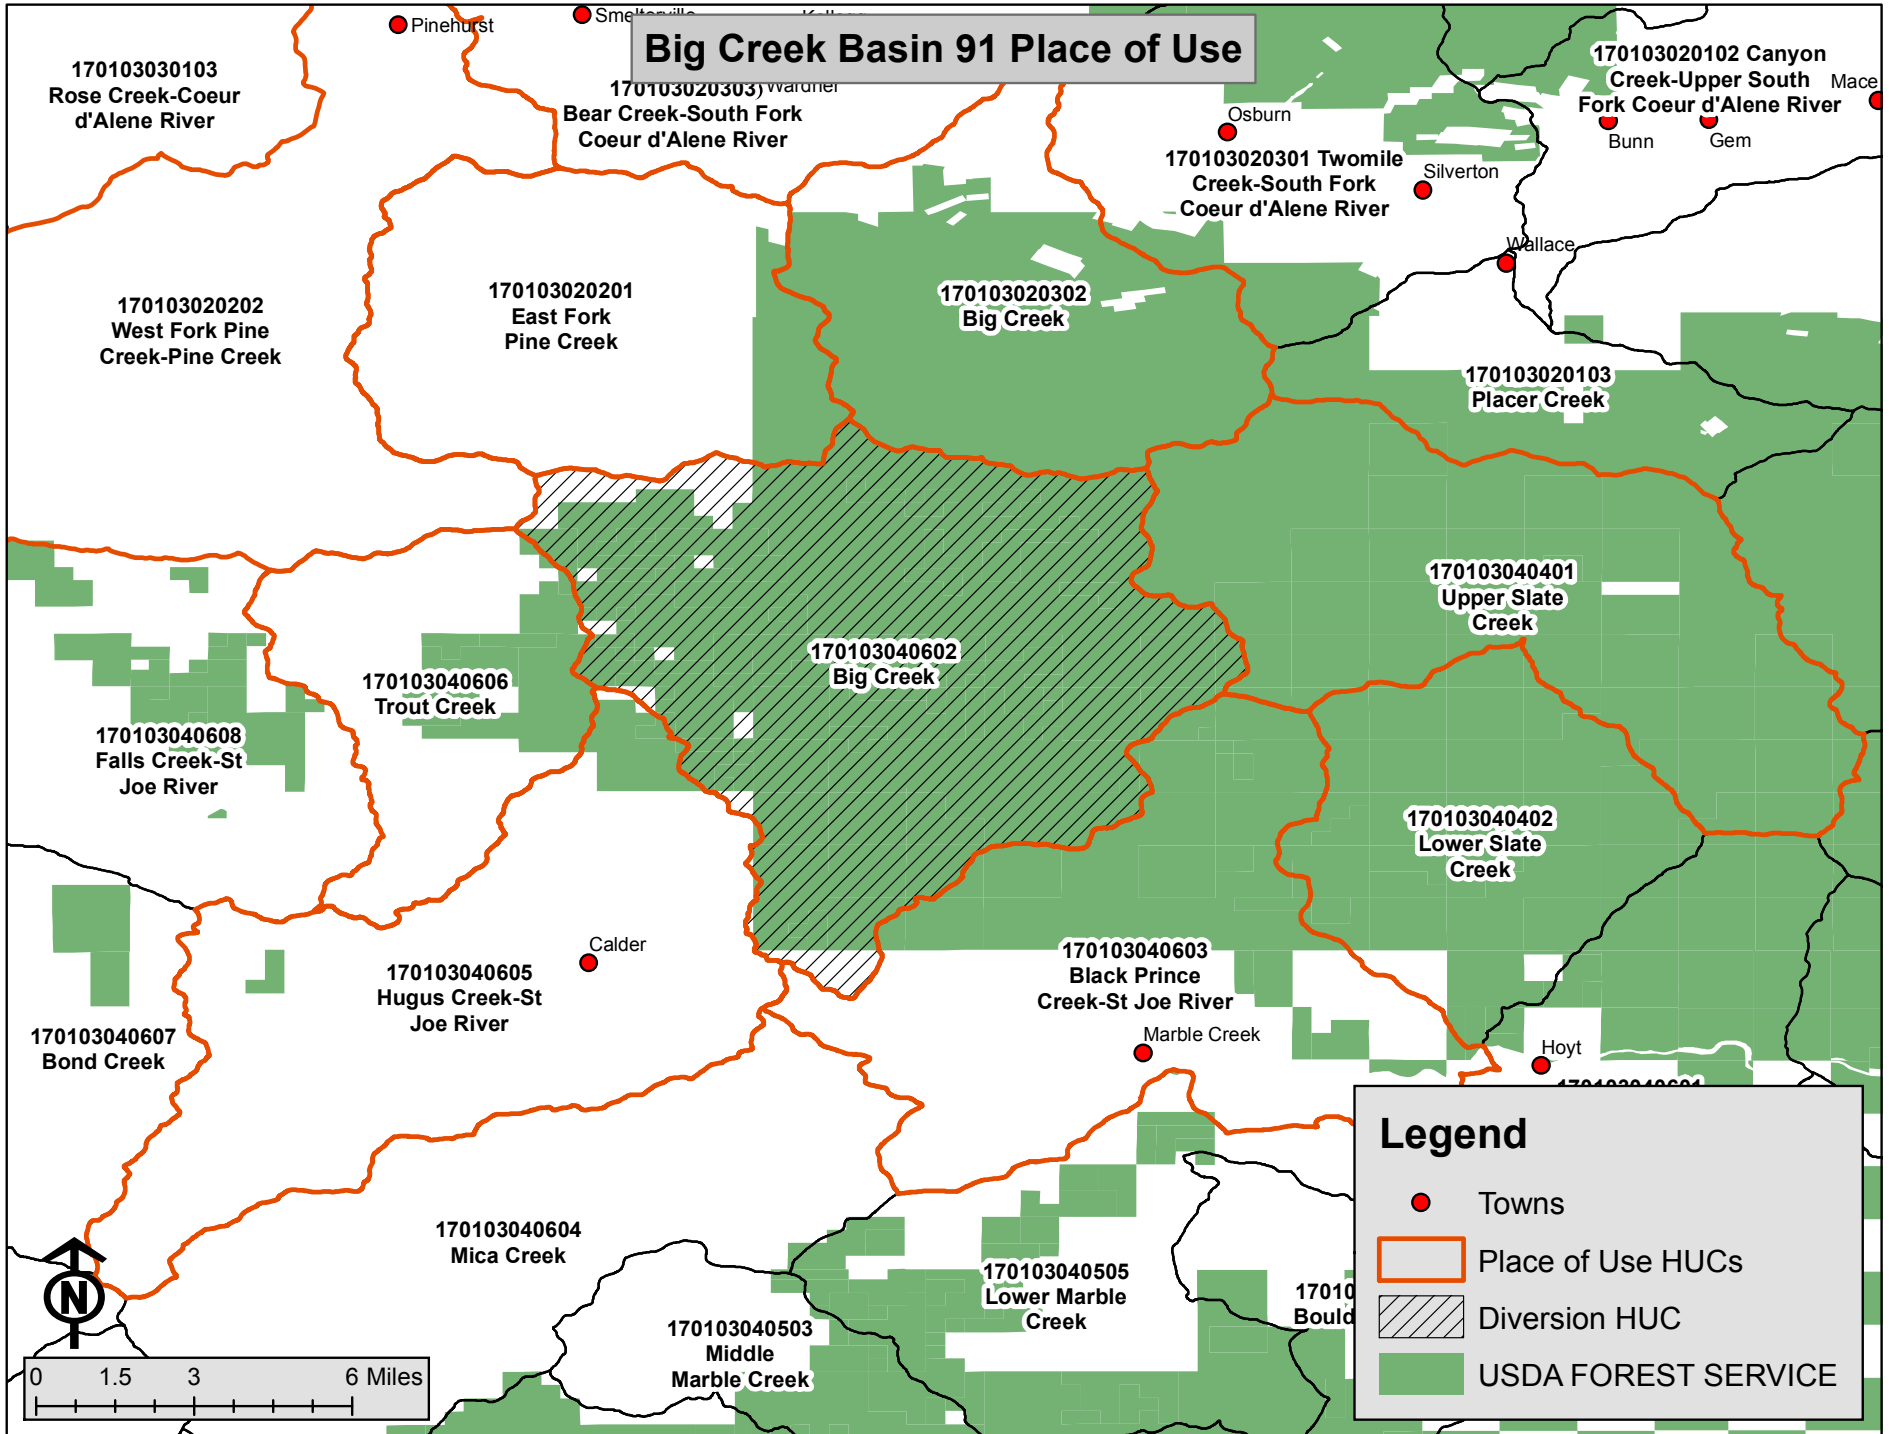 Big Creek Basin 91 Place of Use
Pinehurst
Smelterville
170103030103
Rose Creek-Coeur
d'Alene River
170103020303
Wardner
Bear Creek-South Fork
Coeur d'Alene River
Osburn
170103020301 Twomile
Creek-South Fork
Coeur d'Alene River
Silverton
170103020102 Canyon
Creek-Upper South
Fork Coeur d'Alene River
Mace
Bunn
Gem
Wallace
170103020202
West Fork Pine
Creek-Pine Creek
170103020201
East Fork
Pine Creek
170103020302
Big Creek
170103020103
Placer Creek
170103040401
Upper Slate
Creek
170103040602
Big Creek
170103040606
Trout Creek
170103040608
Falls Creek-St
Joe River
170103040402
Lower Slate
Creek
Calder
170103040605
Hugus Creek-St
Joe River
170103040603
Black Prince
Creek-St Joe River
Marble Creek
Hoyt
170103040601
170103040607
Bond Creek
170103040604
Mica Creek
170103040505
Lower Marble
Creek
170103040503
Middle
Marble Creek
17010
Bould
N
0 1.5 3 6 Miles
Legend
Towns
Place of Use HUCs
Diversion HUC
USDA FOREST SERVICE